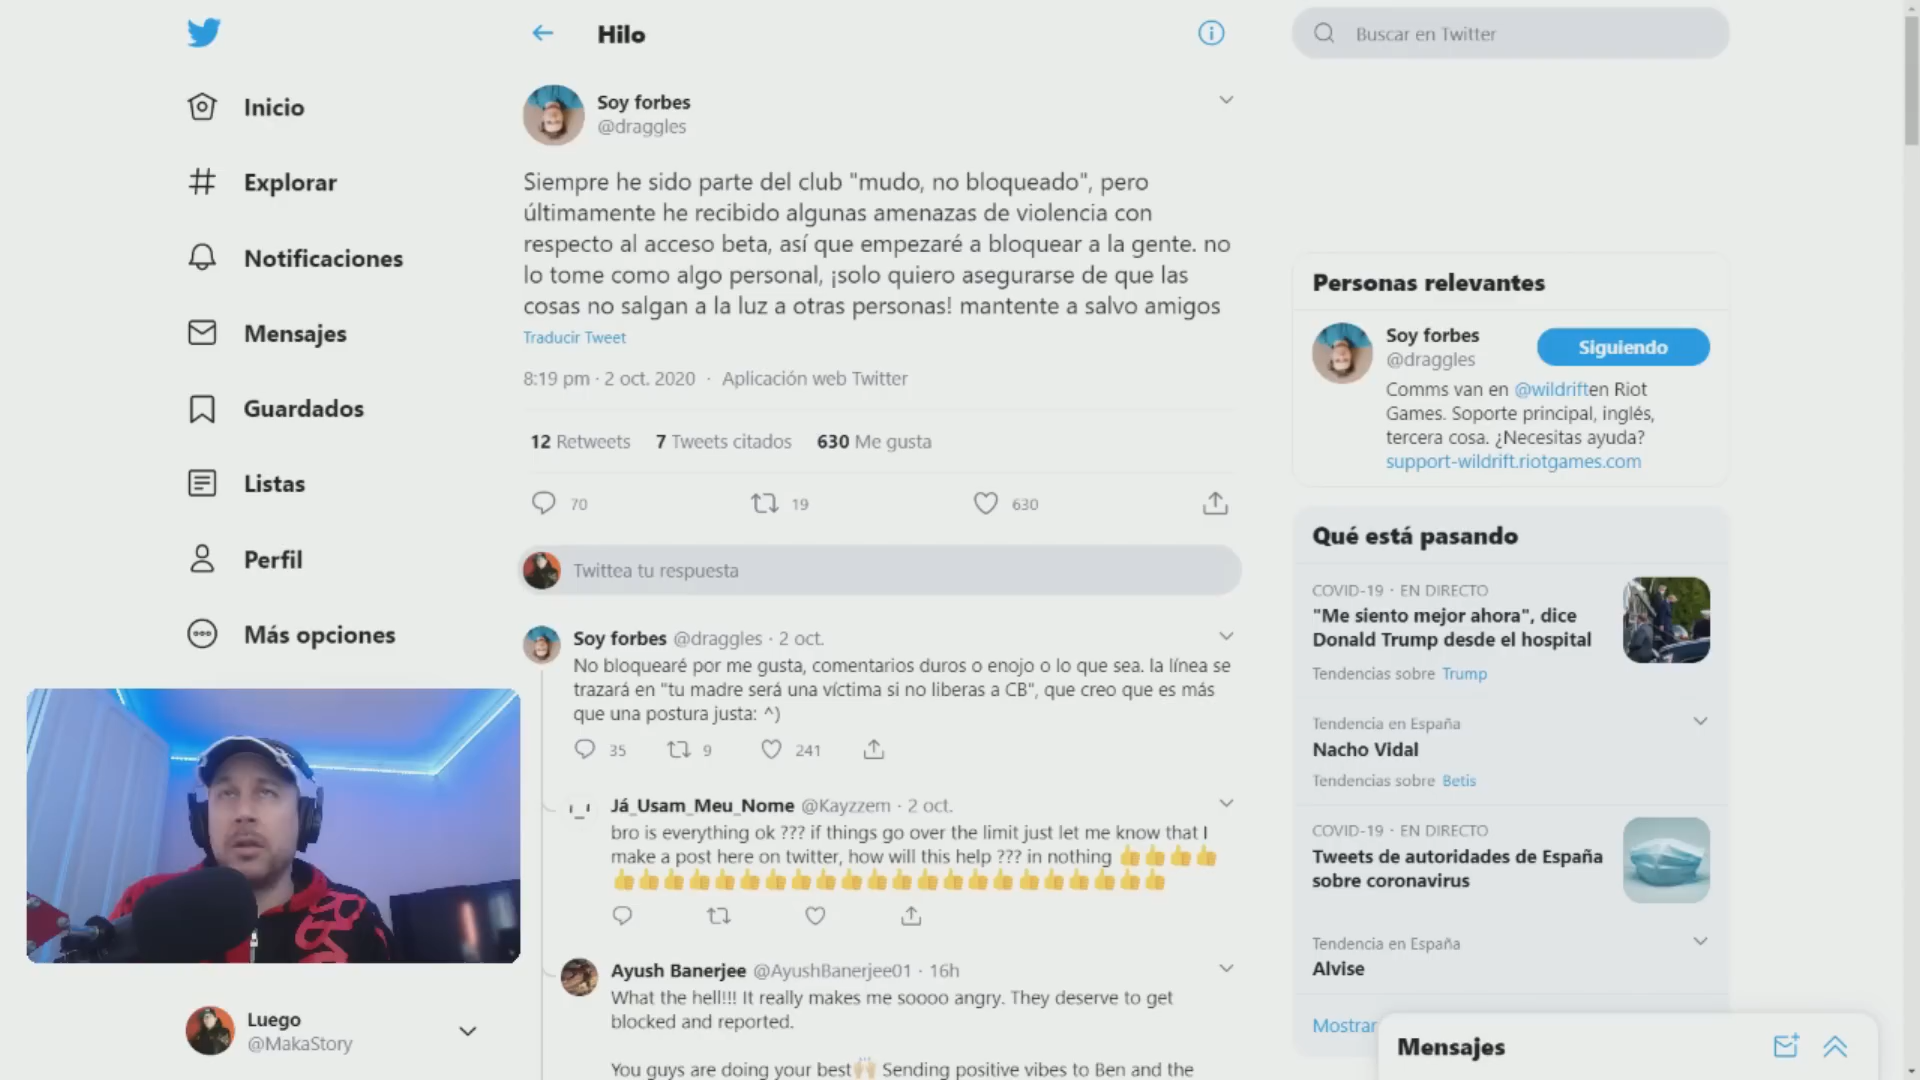 Hilo
Buscar en Twitter
Inicio
Explorar
Notificaciones
Mensajes
Guardados
Listas
Perfil
Más opciones
Soy forbes
@draggles
Siempre he sido parte del club "mudo, no bloqueado", pero
últimamente he recibido algunas amenazas de violencia con
respecto al acceso beta, así que empezaré a bloquear a la gente. no
lo tome como algo personal, ¡solo quiero asegurarse de que las
cosas no salgan a la luz a otras personas! mantente a salvo amigos
Traducir Tweet
8:19 pm · 2 oct. 2020 · Aplicación web Twitter
12 Retweets 7 Tweets citados 630 Me gusta
70 19 630
Twittea tu respuesta
Soy forbes @draggles · 2 oct.
No bloquearé por me gusta, comentarios duros o enojo o lo que sea. la línea se
trazará en "tu madre será una víctima si no liberas a CB", que creo que es más
que una postura justa: ^)
35 9 241
Já_Usam_Meu_Nome @Kayzzem · 2 oct.
bro is everything ok ??? if things go over the limit just let me know that I
make a post here on twitter, how will this help ??? in nothing 👍👍👍👍
👍👍👍👍👍👍👍👍👍👍👍👍👍👍👍👍👍👍👍👍👍👍
Ayush Banerjee @AyushBanerjee01 · 16h
What the hell!!! It really makes me soooo angry. They deserve to get
blocked and reported.
You guys are doing your best🙌🏻 Sending positive vibes to Ben and the
Personas relevantes
Soy forbes
@draggles
Siguiendo
Comms van en @wildriften Riot
Games. Soporte principal, inglés,
tercera cosa. ¿Necesitas ayuda?
support-wildrift.riotgames.com
Qué está pasando
COVID-19 · EN DIRECTO
"Me siento mejor ahora", dice
Donald Trump desde el hospital
Tendencias sobre Trump
Tendencia en España
Nacho Vidal
Tendencias sobre Betis
COVID-19 · EN DIRECTO
Tweets de autoridades de España
sobre coronavirus
Tendencia en España
Alvise
Mostrar
Mensajes
Luego
@MakaStory